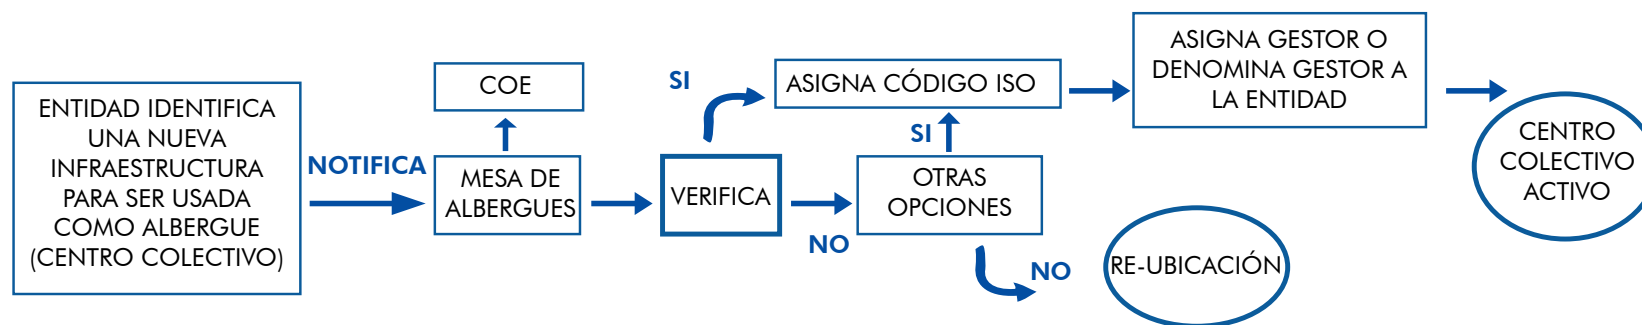 ENTIDAD IDENTIFICA
UNA NUEVA
INFRAESTRUCTURA
PARA SER USADA
COMO ALBERGUE
(CENTRO COLECTIVO)
NOTIFICA
COE
MESA DE
ALBERGUES
VERIFICA
SI
NO
ASIGNA CÓDIGO ISO
SI
OTRAS
OPCIONES
NO
RE-UBICACIÓN
ASIGNA GESTOR O
DENOMINA GESTOR A
LA ENTIDAD
CENTRO
COLECTIVO
ACTIVO